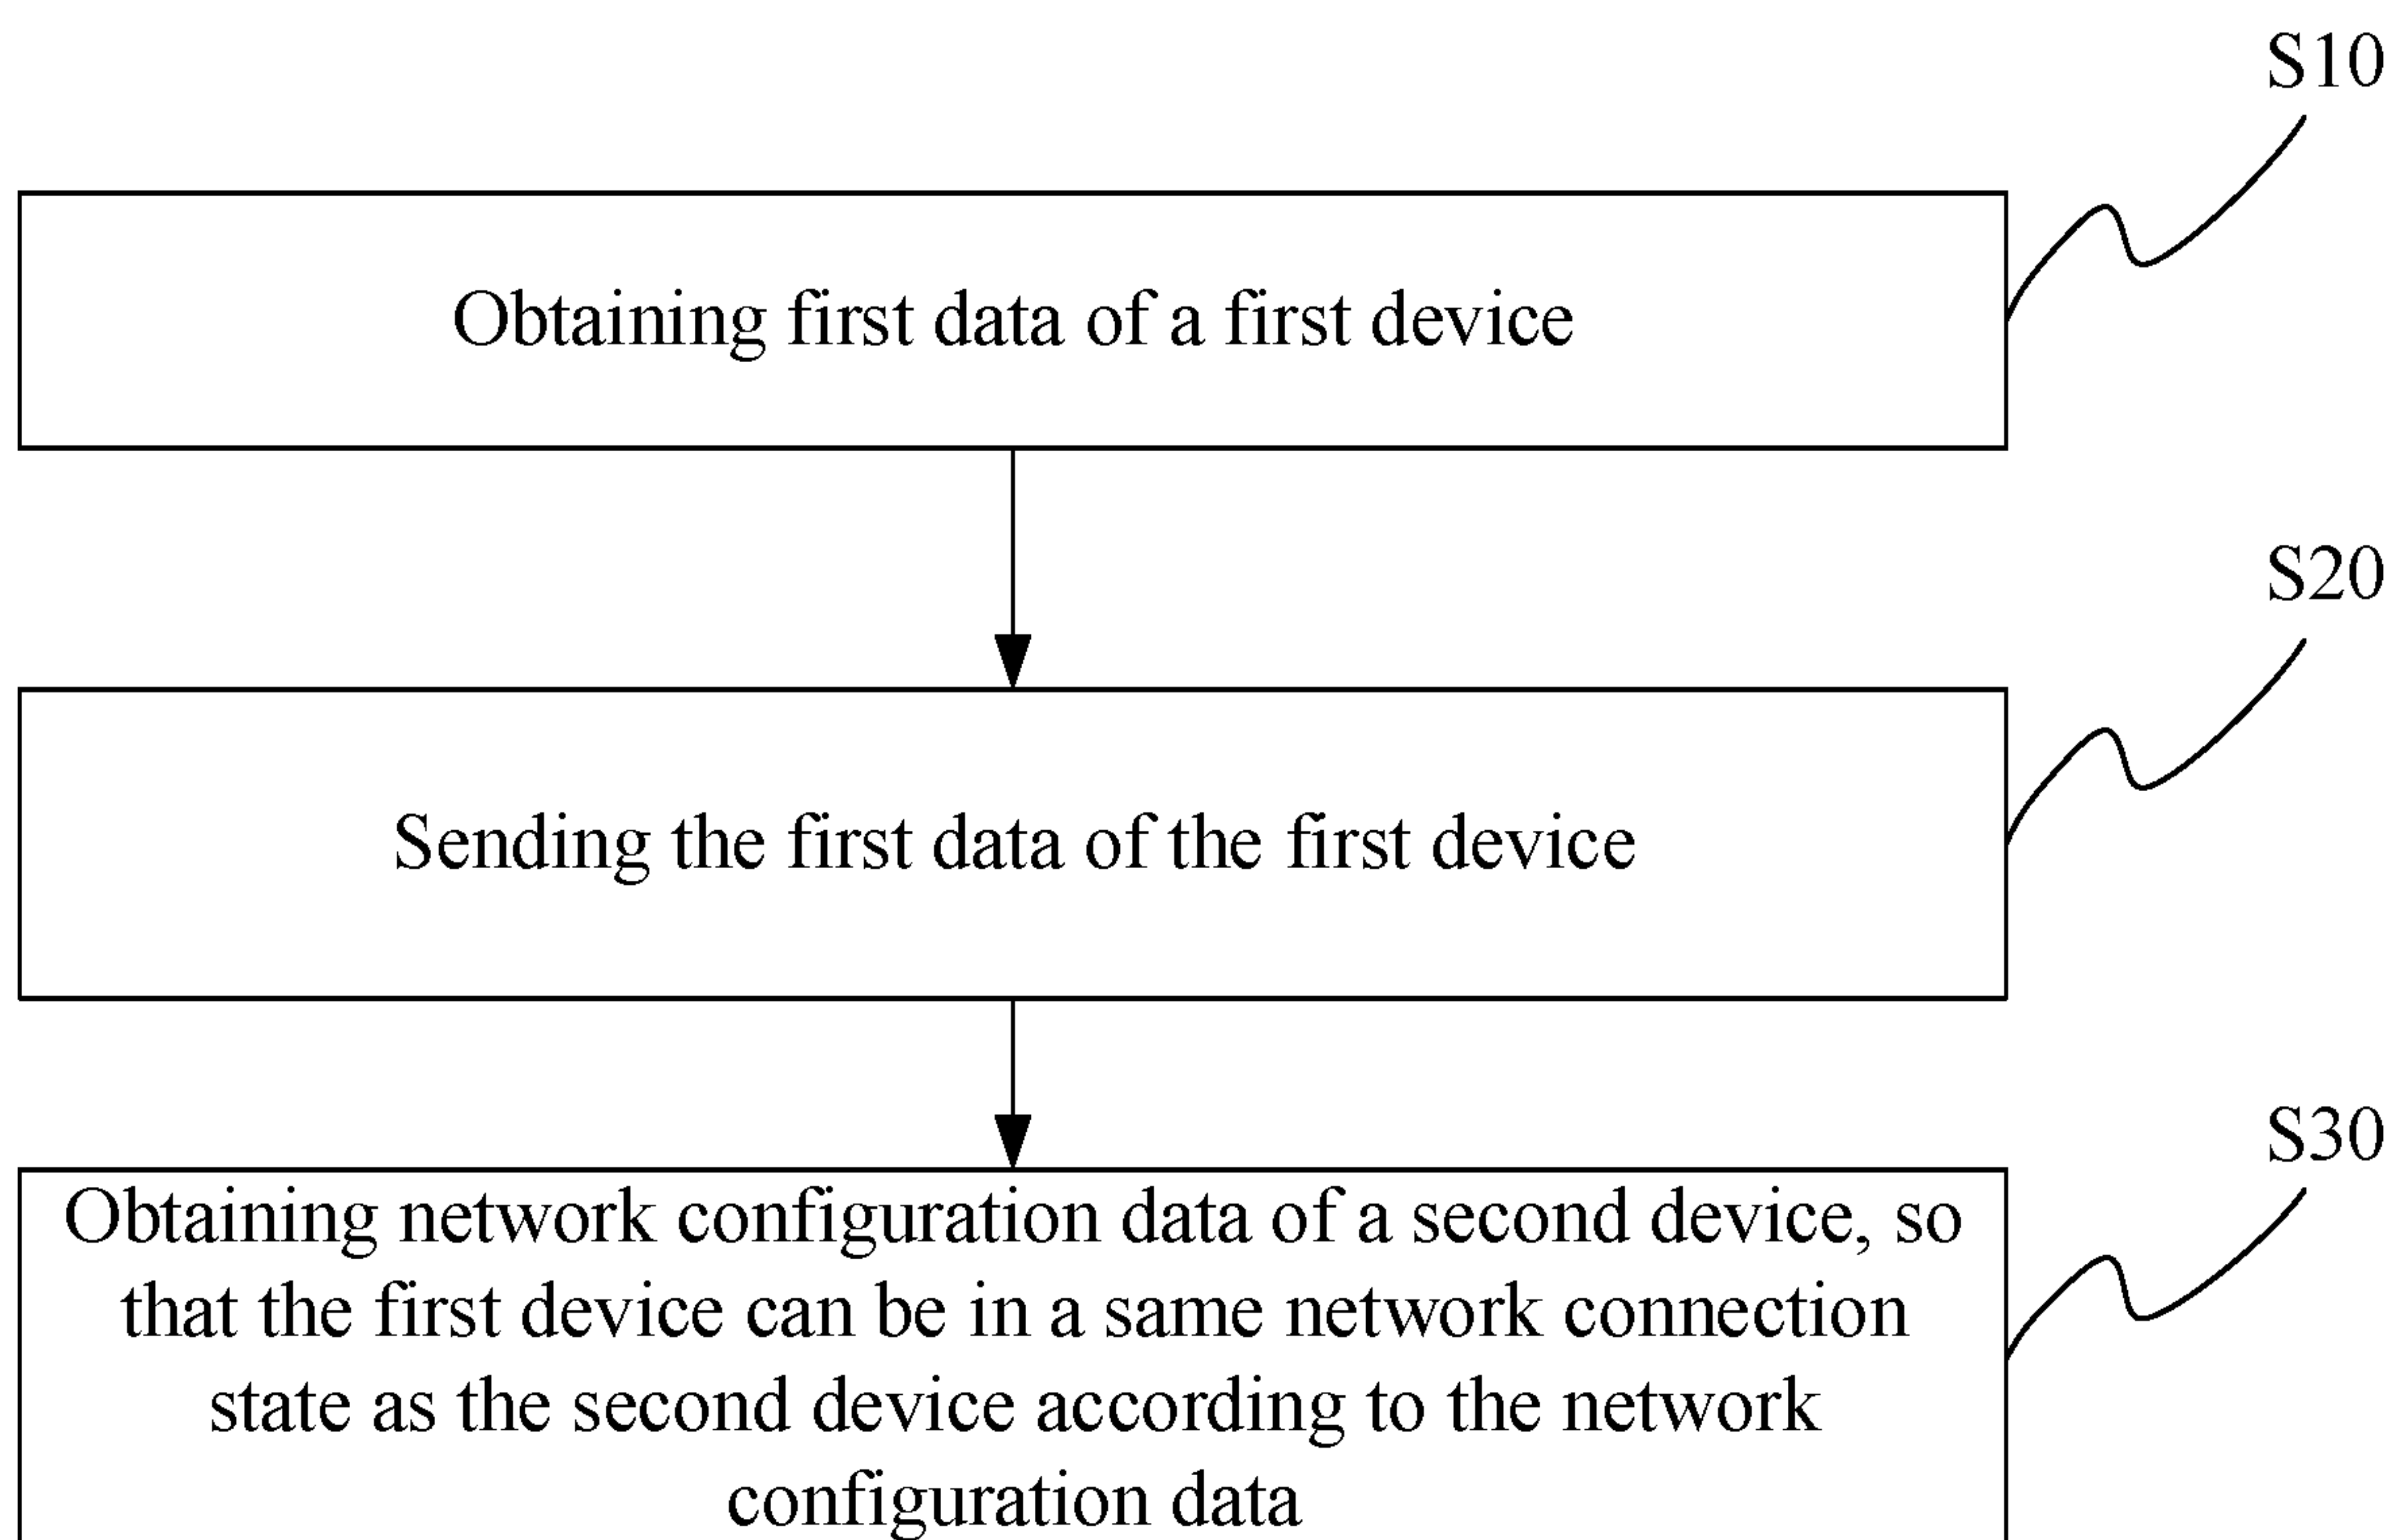 S10
Obtaining first data of a first device
S20
Sending the first data of the first device
S30
Obtaining network configuration data of a second device, so
that the first device can be in a same network connection
state as the second device according to the network
configuration data